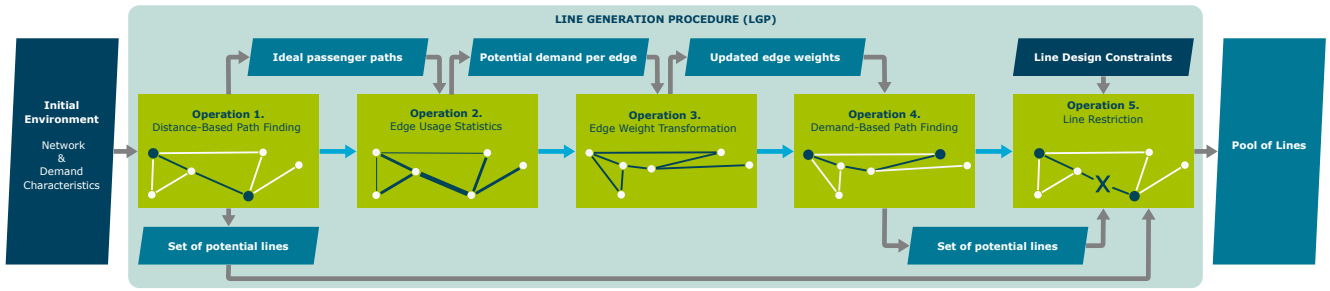 LINE GENERATION PROCEDURE (LGP)
Initial
Environment
Network
&
Demand
Characteristics
Ideal passenger paths
Potential demand per edge
Updated edge weights
Line Design Constraints
Operation 1.
Distance-Based Path Finding
Operation 2.
Edge Usage Statistics
Operation 3.
Edge Weight Transformation
Operation 4.
Demand-Based Path Finding
Operation 5.
Line Restriction
X
Set of potential lines
Set of potential lines
Pool of Lines